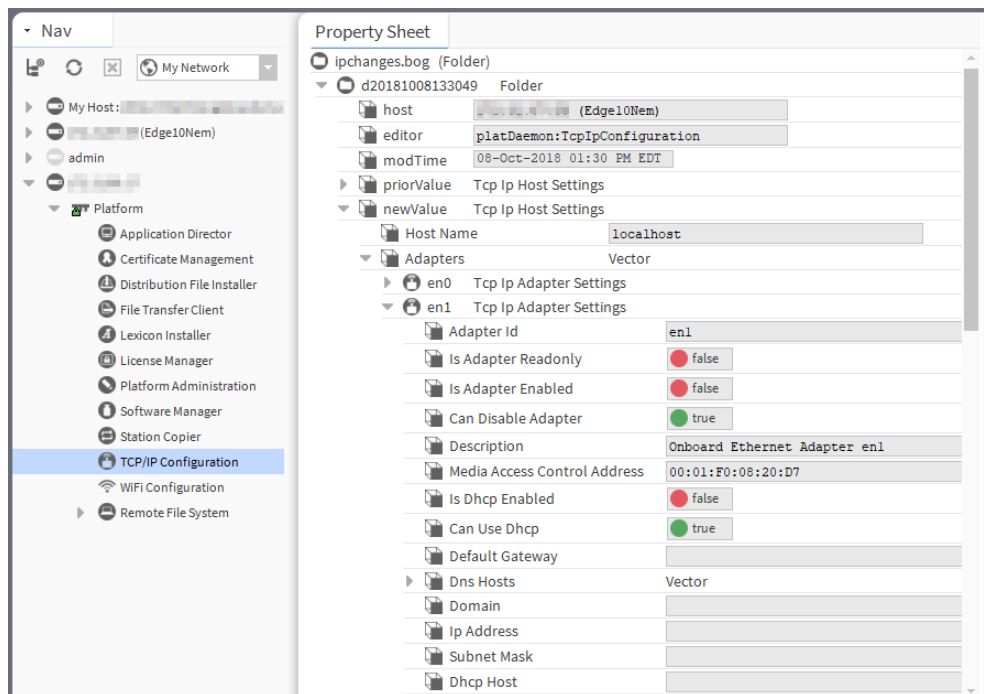 Nav
My Network
My Host:
(Edge10Nem)
admin
Platform
Application Director
Certificate Management
Distribution File Installer
File Transfer Client
Lexicon Installer
License Manager
Platform Administration
Software Manager
Station Copier
TCP/IP Configuration
WiFi Configuration
Remote File System
Property Sheet
ipchanges.bog (Folder)
d20181008133049 Folder
host (Edge10Nem)
editor platDaemon:TcpIpConfiguration
modTime 08-Oct-2018 01:30 PM EDT
priorValue Tcp Ip Host Settings
newValue Tcp Ip Host Settings
Host Name localhost
Adapters Vector
en0 Tcp Ip Adapter Settings
en1 Tcp Ip Adapter Settings
Adapter Id en1
Is Adapter Readonly false
Is Adapter Enabled false
Can Disable Adapter true
Description Onboard Ethernet Adapter en1
Media Access Control Address 00:01:F0:08:20:D7
Is Dhcp Enabled false
Can Use Dhcp true
Default Gateway
Dns Hosts Vector
Domain
Ip Address
Subnet Mask
Dhcp Host